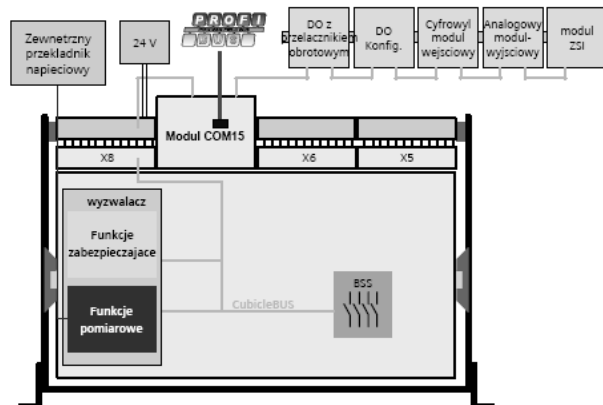 Zewnetrzny
przekladnik
napieciowy
24 V
PROFI
BUS
DO z
przelacznikiem
obrotowym
DO
Konfig.
Cyfrowyl
modul
wejsciowy
Analogowy
modul-
wyjsciowy
modul
ZSI
Modul COM15
X8
X6
X5
wyzwalacz
Funkcje
zabezpieczajace
Funkcje
pomiarowe
CubicleBUS
BSS